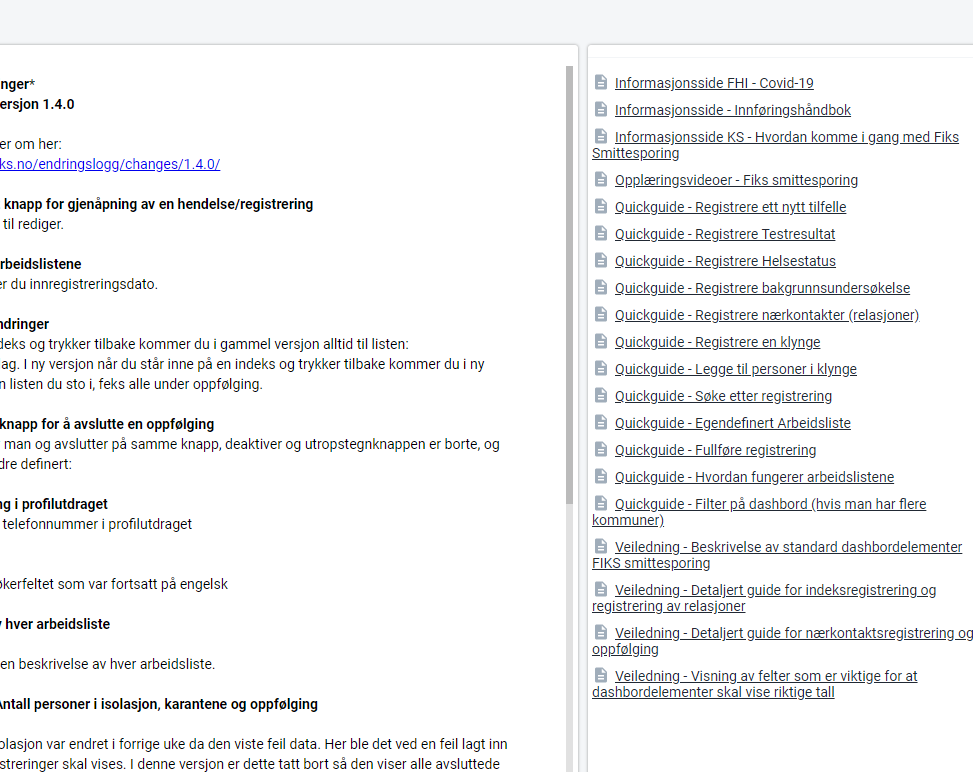 nger*
ersjon 1.4.0
er om her:
ks.no/endringslogg/changes/1.4.0/
knapp for gjenåpning av en hendelse/registrering
til rediger.
rbeidslistene
er du innregistreringsdato.
ndringer
deks og trykker tilbake kommer du i gammel versjon alltid til listen:
ag. I ny versjon når du står inne på en indeks og trykker tilbake kommer du i ny
n listen du sto i, feks alle under oppfølging.
knapp for å avslutte en oppfølging
man og avslutter på samme knapp, deaktiver og utropstegnknappen er borte, og
dre definert:
ng i profilutdraget
telefonnummer i profilutdraget
økerfeltet som var fortsatt på engelsk
v hver arbeidsliste
en beskrivelse av hver arbeidsliste.
Antall personer i isolasjon, karantene og oppfølging
olasjon var endret i forrige uke da den viste feil data. Her ble det ved en feil lagt inn
streringer skal vises. I denne versjon er dette tatt bort så den viser alle avsluttede
Informasjonsside FHI - Covid-19
Informasjonsside - Innføringshåndbok
Informasjonsside KS - Hvordan komme i gang med Fiks
Smittesporing
Opplæringsvideoer - Fiks smittesporing
Quickguide - Registrere ett nytt tilfelle
Quickguide - Registrere Testresultat
Quickguide - Registrere Helsestatus
Quickguide - Registrere bakgrunnsundersøkelse
Quickguide - Registrere nærkontakter (relasjoner)
Quickguide - Registrere en klynge
Quickguide - Legge til personer i klynge
Quickguide - Søke etter registrering
Quickguide - Egendefinert Arbeidsliste
Quickguide - Fullføre registrering
Quickguide - Hvordan fungerer arbeidslistene
Quickguide - Filter på dashbord (hvis man har flere
kommuner)
Veiledning - Beskrivelse av standard dashbordelementer
FIKS smittesporing
Veiledning - Detaljert guide for indeksregistrering og
registrering av relasjoner
Veiledning - Detaljert guide for nærkontaktsregistrering og
oppfølging
Veiledning - Visning av felter som er viktige for at
dashbordelementer skal vise riktige tall